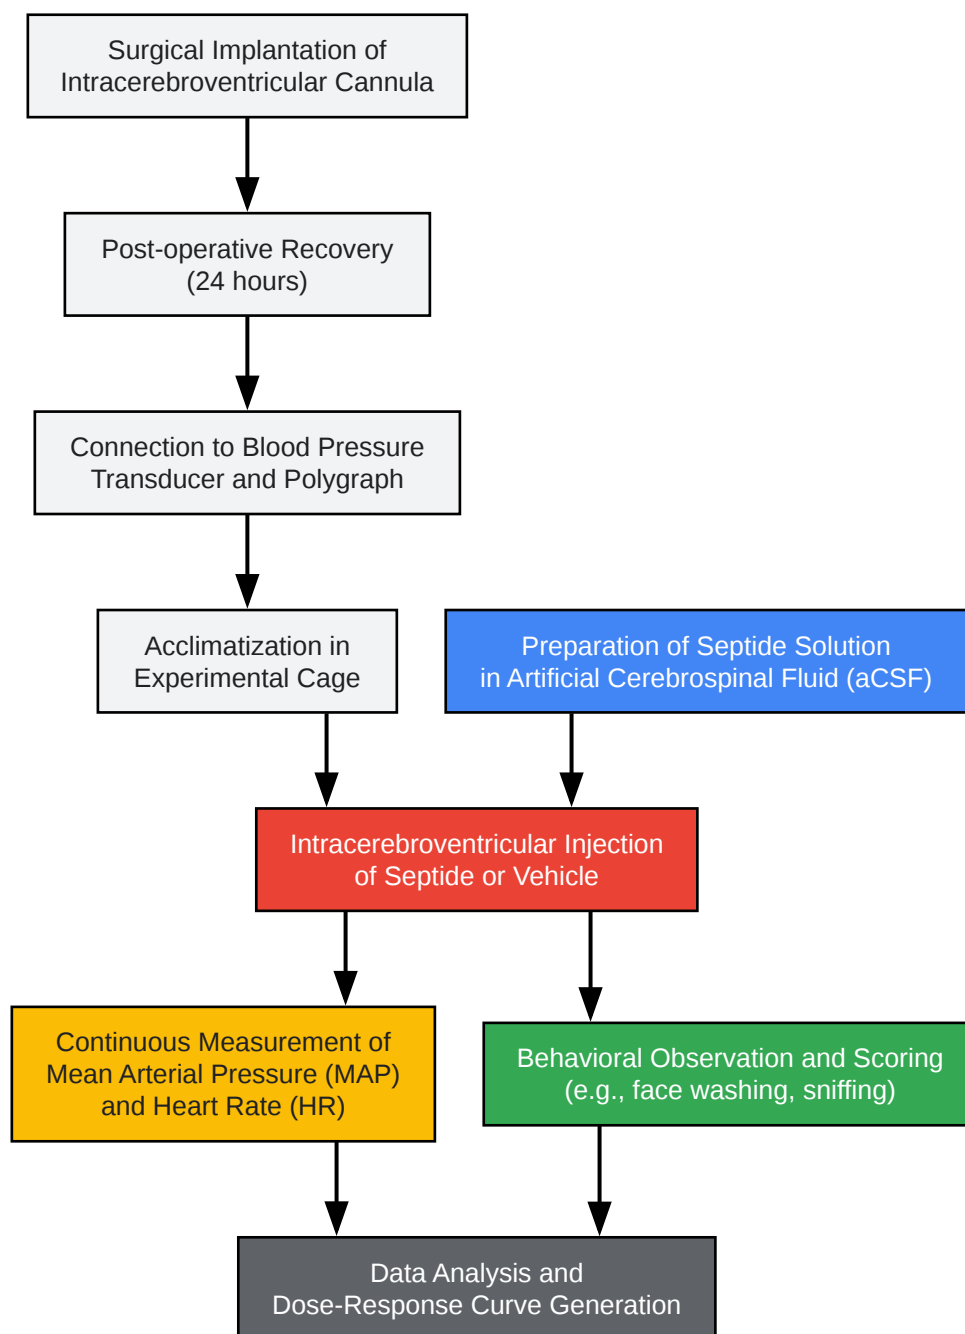 Surgical Implantation of
Intracerebroventricular Cannula
Post-operative Recovery
(24 hours)
Connection to Blood Pressure
Transducer and Polygraph
Acclimatization in
Experimental Cage
Preparation of Septide Solution
in Artificial Cerebrospinal Fluid (aCSF)
Intracerebroventricular Injection
of Septide or Vehicle
Continuous Measurement of
Mean Arterial Pressure (MAP)
and Heart Rate (HR)
Behavioral Observation and Scoring
(e.g., face washing, sniffing)
Data Analysis and
Dose-Response Curve Generation